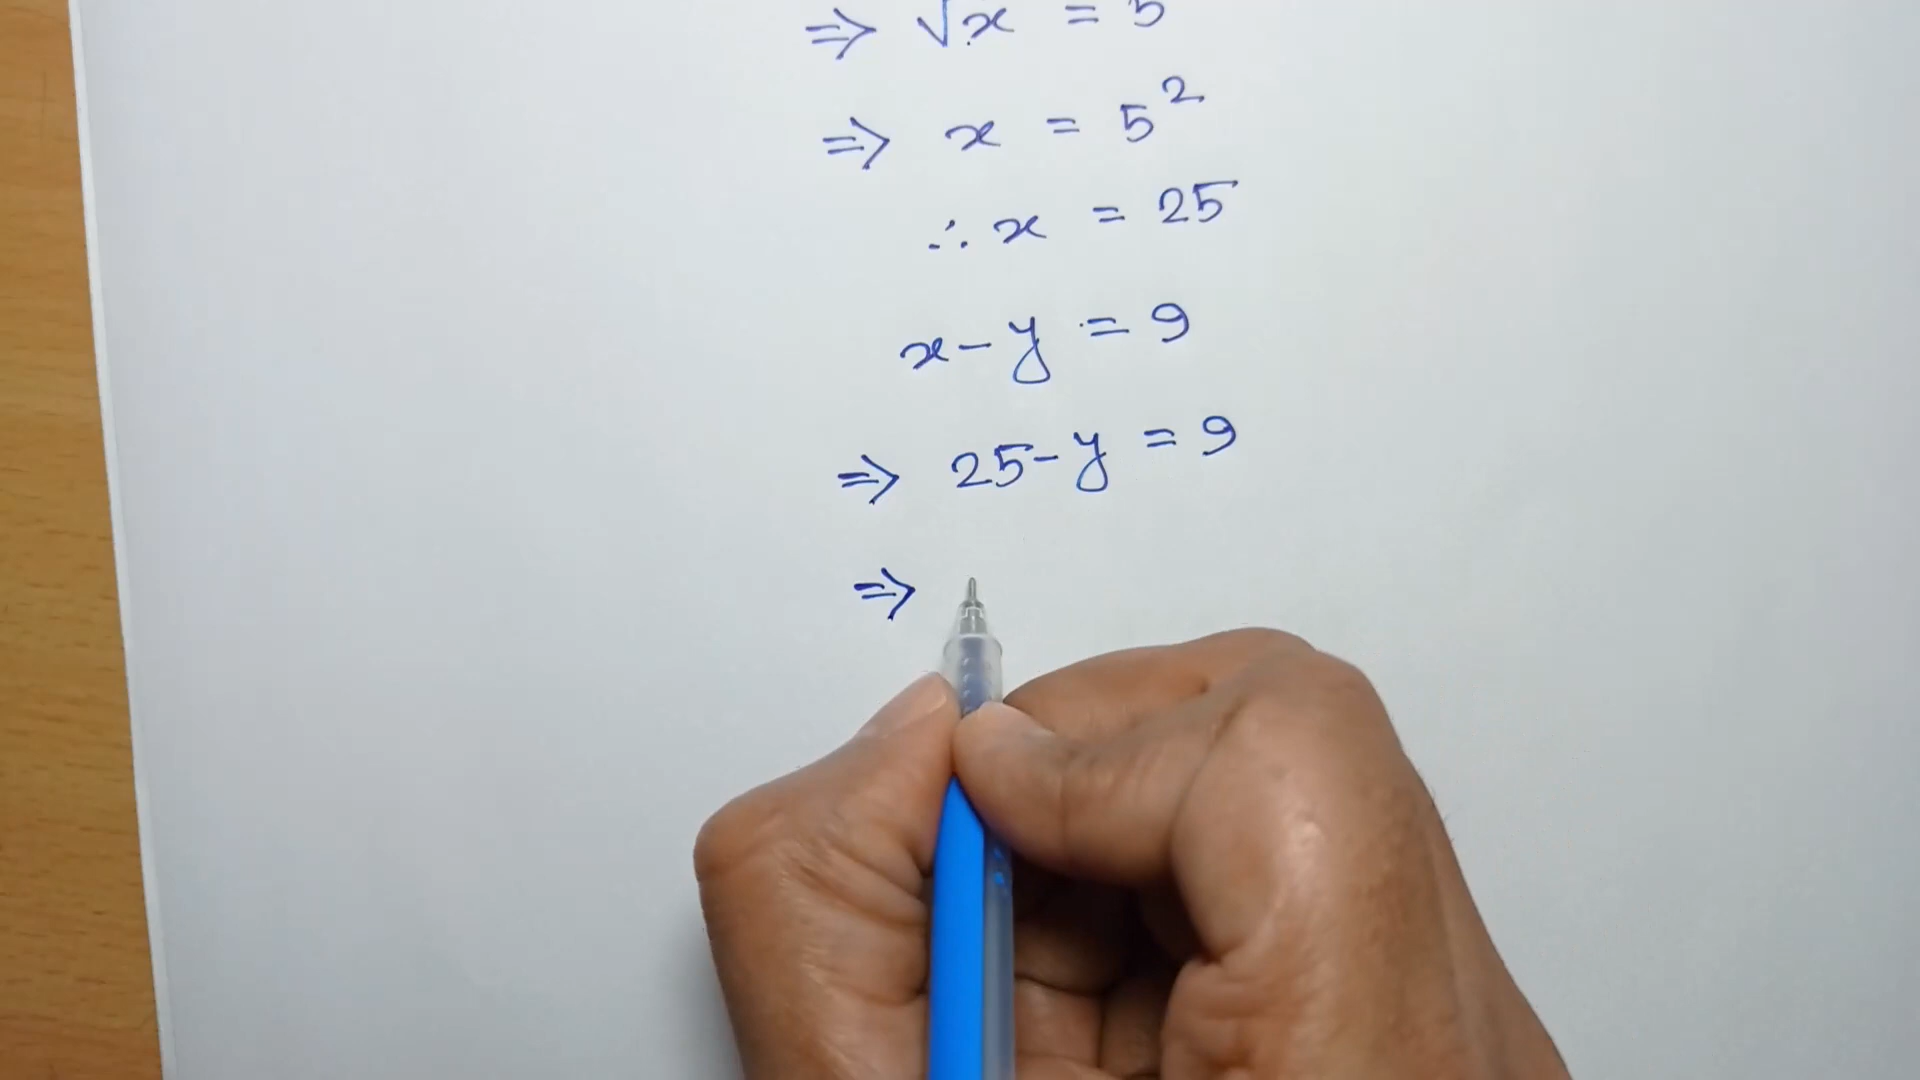 ⇒ √x = 5
⇒ x = 5²
∴ x = 25
x - y = 9
⇒ 25 - y = 9
⇒